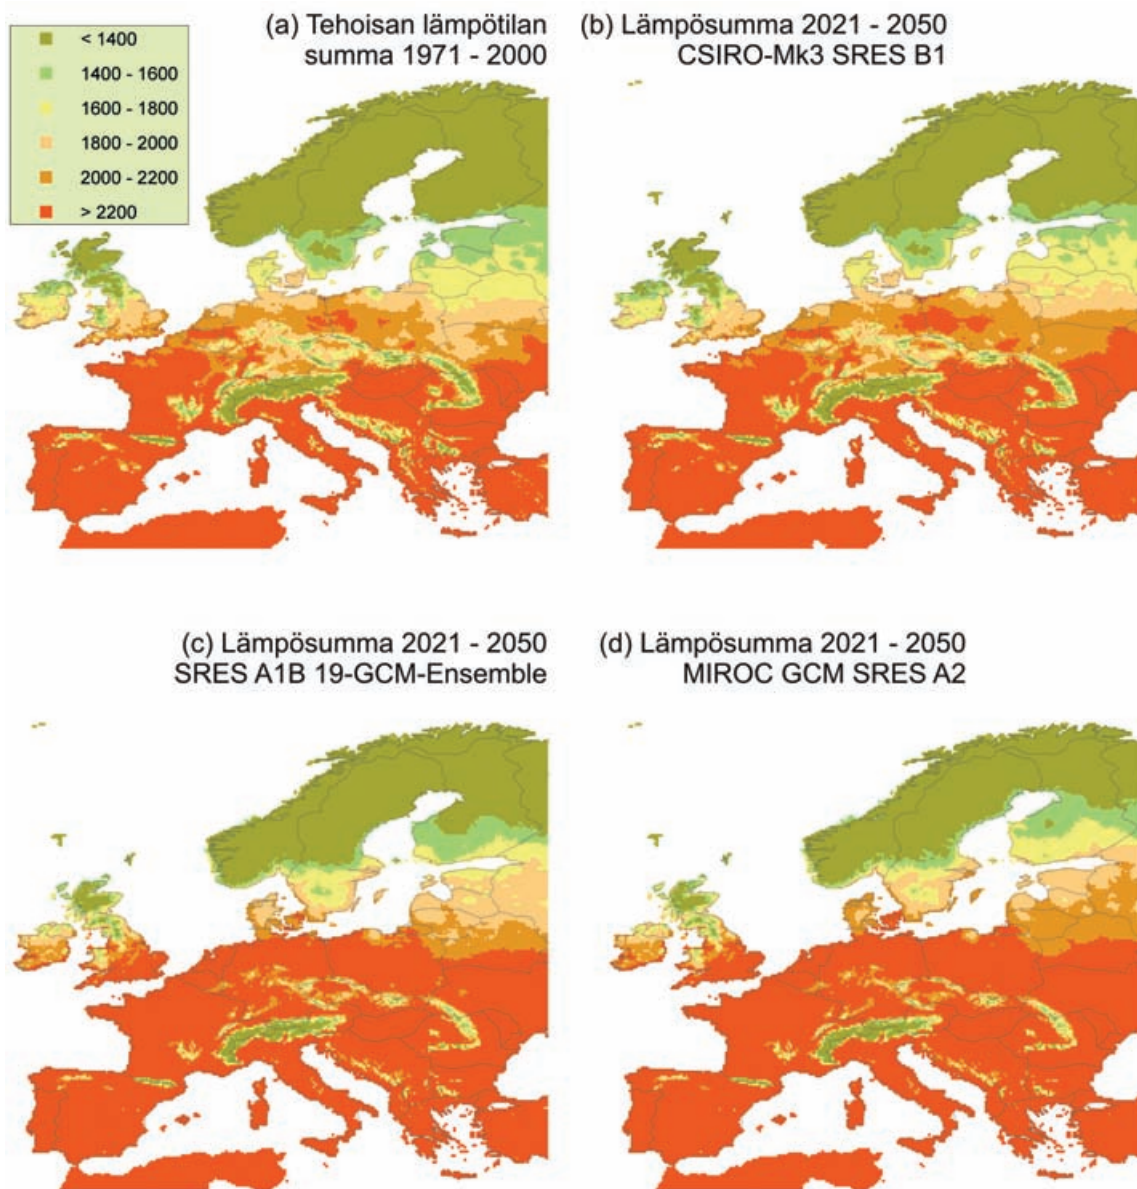 (a) Tehoisan lämpötilan
summa 1971 - 2000
(b) Lämpösumma 2021 - 2050
CSIRO-Mk3 SRES B1
< 1400
1400 - 1600
1600 - 1800
1800 - 2000
2000 - 2200
> 2200
(c) Lämpösumma 2021 - 2050
SRES A1B 19-GCM-Ensemble
(d) Lämpösumma 2021 - 2050
MIROC GCM SRES A2